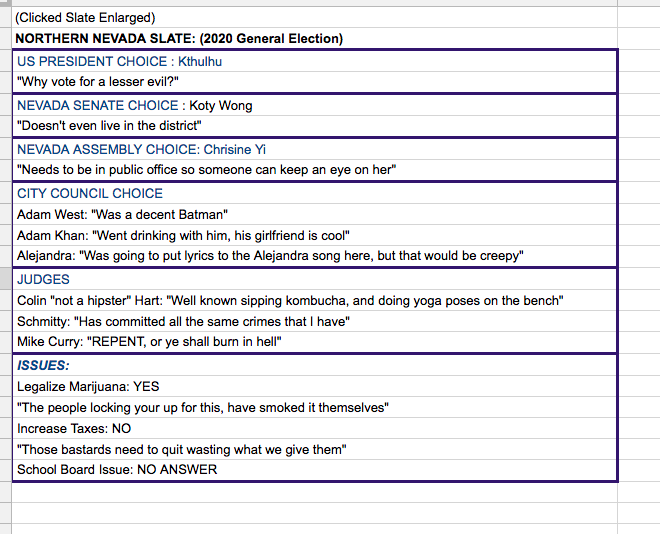 (Clicked Slate Enlarged)
NORTHERN NEVADA SLATE: (2020 General Election)
US PRESIDENT CHOICE : Kthulhu
"Why vote for a lesser evil?"
NEVADA SENATE CHOICE : Koty Wong
"Doesn't even live in the district"
NEVADA ASSEMBLY CHOICE: Chrisine Yi
"Needs to be in public office so someone can keep an eye on her"
CITY COUNCIL CHOICE
Adam West: "Was a decent Batman"
Adam Khan: "Went drinking with him, his girlfriend is cool"
Alejandra: "Was going to put lyrics to the Alejandra song here, but that would be creepy"
JUDGES
Colin "not a hipster" Hart: "Well known sipping kombucha, and doing yoga poses on the bench"
Schmitty: "Has committed all the same crimes that I have"
Mike Curry: "REPENT, or ye shall burn in hell"
ISSUES:
Legalize Marijuana: YES
"The people locking your up for this, have smoked it themselves"
Increase Taxes: NO
"Those bastards need to quit wasting what we give them"
School Board Issue: NO ANSWER